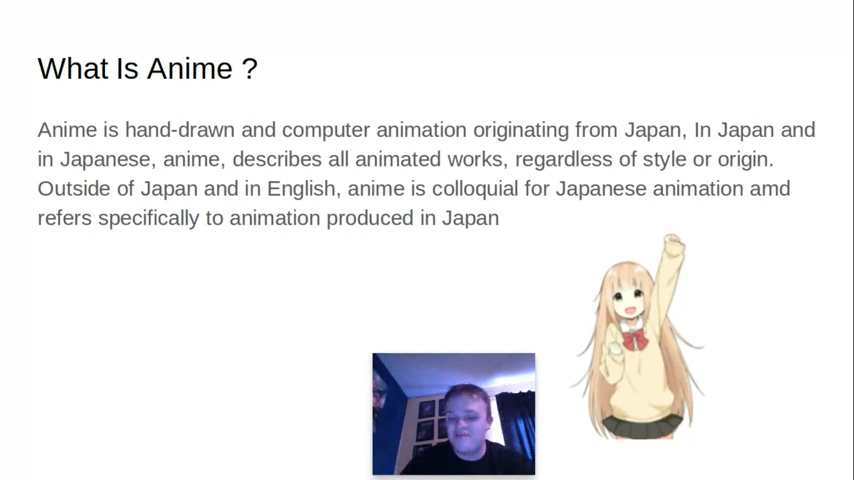 What Is Anime ?
Anime is hand-drawn and computer animation originating from Japan, In Japan and
in Japanese, anime, describes all animated works, regardless of style or origin.
Outside of Japan and in English, anime is colloquial for Japanese animation amd
refers specifically to animation produced in Japan